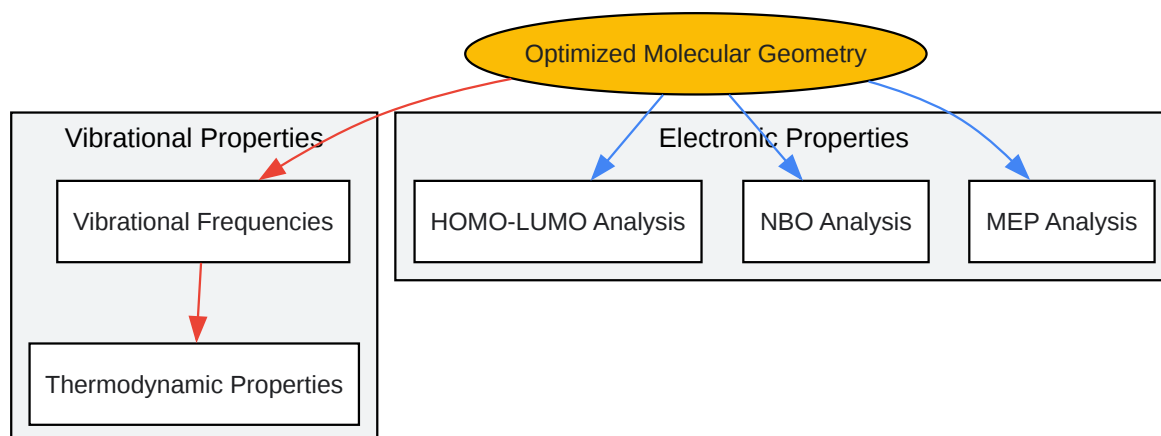 Optimized Molecular Geometry
Vibrational Properties
Electronic Properties
Vibrational Frequencies
HOMO-LUMO Analysis
NBO Analysis
MEP Analysis
Thermodynamic Properties